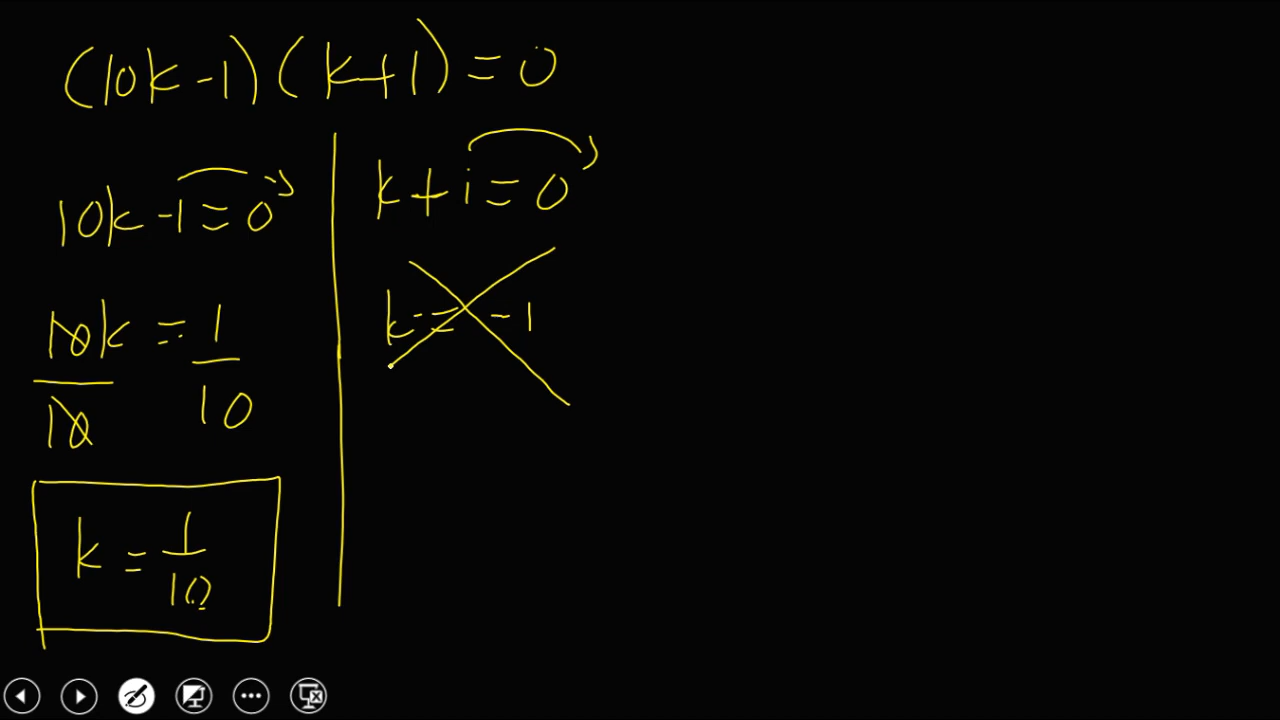 (10k-1)(k+1)=0
10k-1=0
10k = 1
10 10
k = 1
10
k+1=0
k= -1